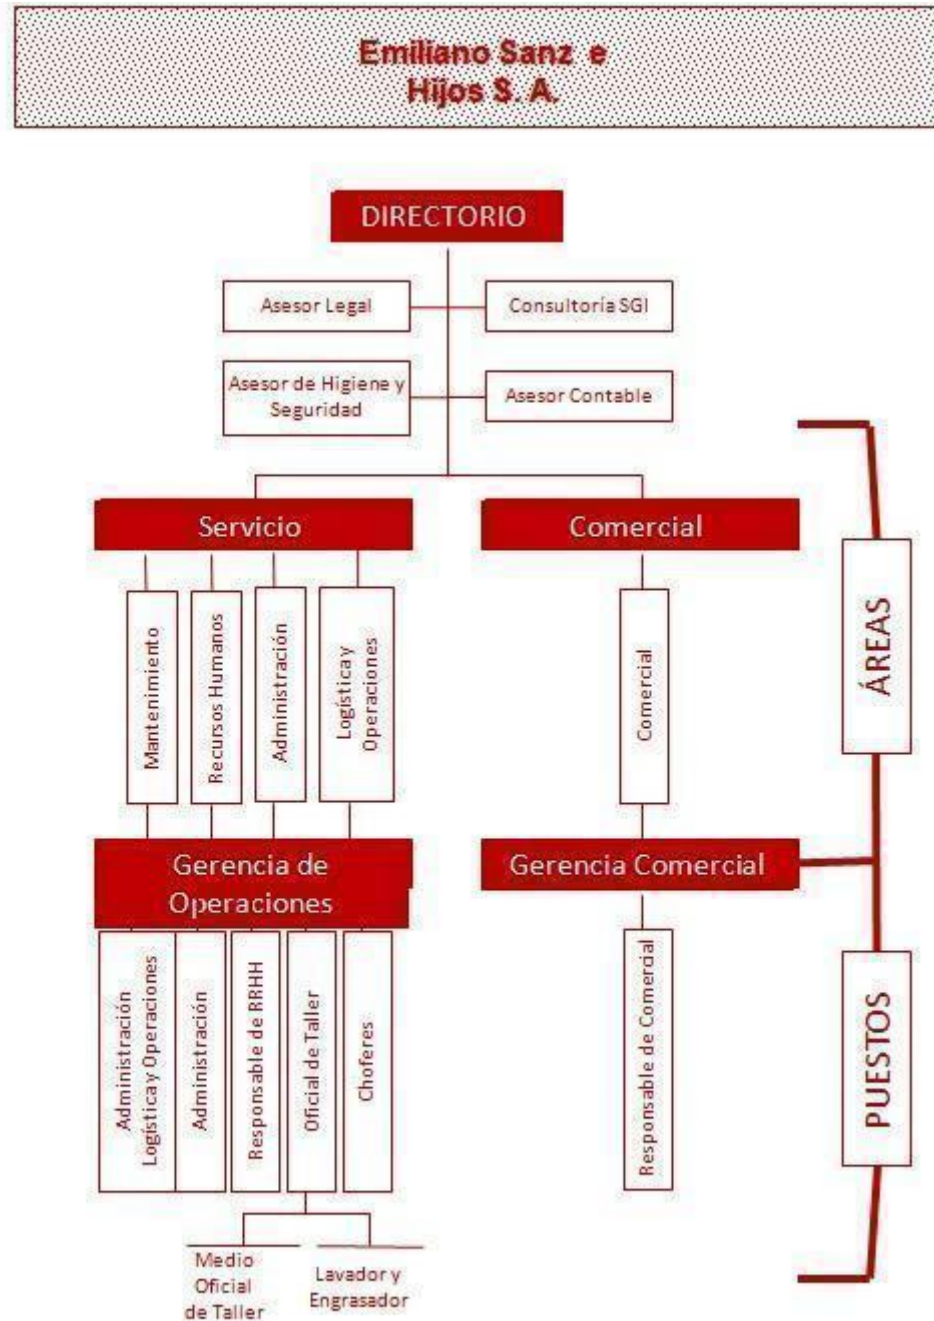 Emiliano Sanz e
Hijos S. A.
DIRECTORIO
Asesor Legal
Consultoría SGI
Asesor de Higiene y
Seguridad
Asesor Contable
Servicio
Comercial
Mantenimiento
Recursos Humanos
Administración
Logística y
Operaciones
Comercial
ÁREAS
Gerencia de
Operaciones
Gerencia Comercial
Administración
Logística y Operaciones
Administración
Responsable de RRHH
Oficial de Taller
Choferes
Responsable de Comercial
PUESTOS
Medio
Oficial
de Taller
Lavador y
Engrasador